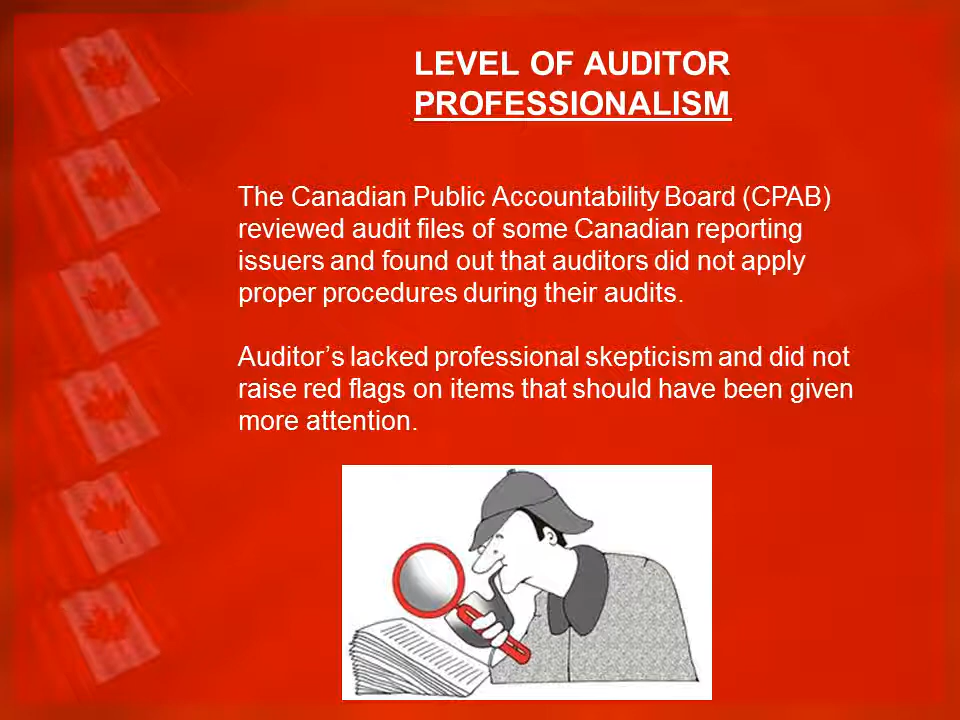 LEVEL OF AUDITOR
PROFESSIONALISM
The Canadian Public Accountability Board (CPAB)
reviewed audit files of some Canadian reporting
issuers and found out that auditors did not apply
proper procedures during their audits.
Auditor’s lacked professional skepticism and did not
raise red flags on items that should have been given
more attention.